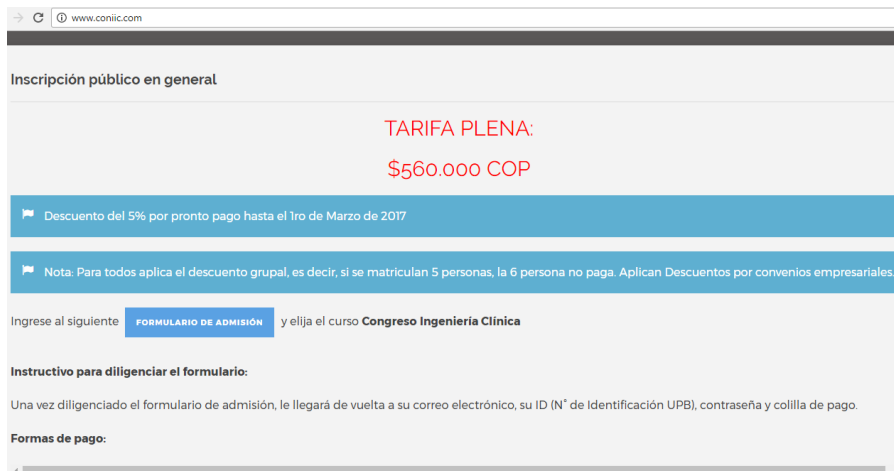 www.coniic.com
Inscripción público en general
TARIFA PLENA:
$560.000 COP
Descuento del 5% por pronto pago hasta el 1ro de Marzo de 2017
Nota: Para todos aplica el descuento grupal, es decir, si se matriculan 5 personas, la 6 persona no paga. Aplican Descuentos por convenios empresariales.
Ingrese al siguiente FORMULARIO DE ADMISIÓN y elija el curso Congreso Ingeniería Clínica
Instructivo para diligenciar el formulario:
Una vez diligenciado el formulario de admisión, le llegará de vuelta a su correo electrónico, su ID (N° de Identificación UPB), contraseña y colilla de pago.
Formas de pago: